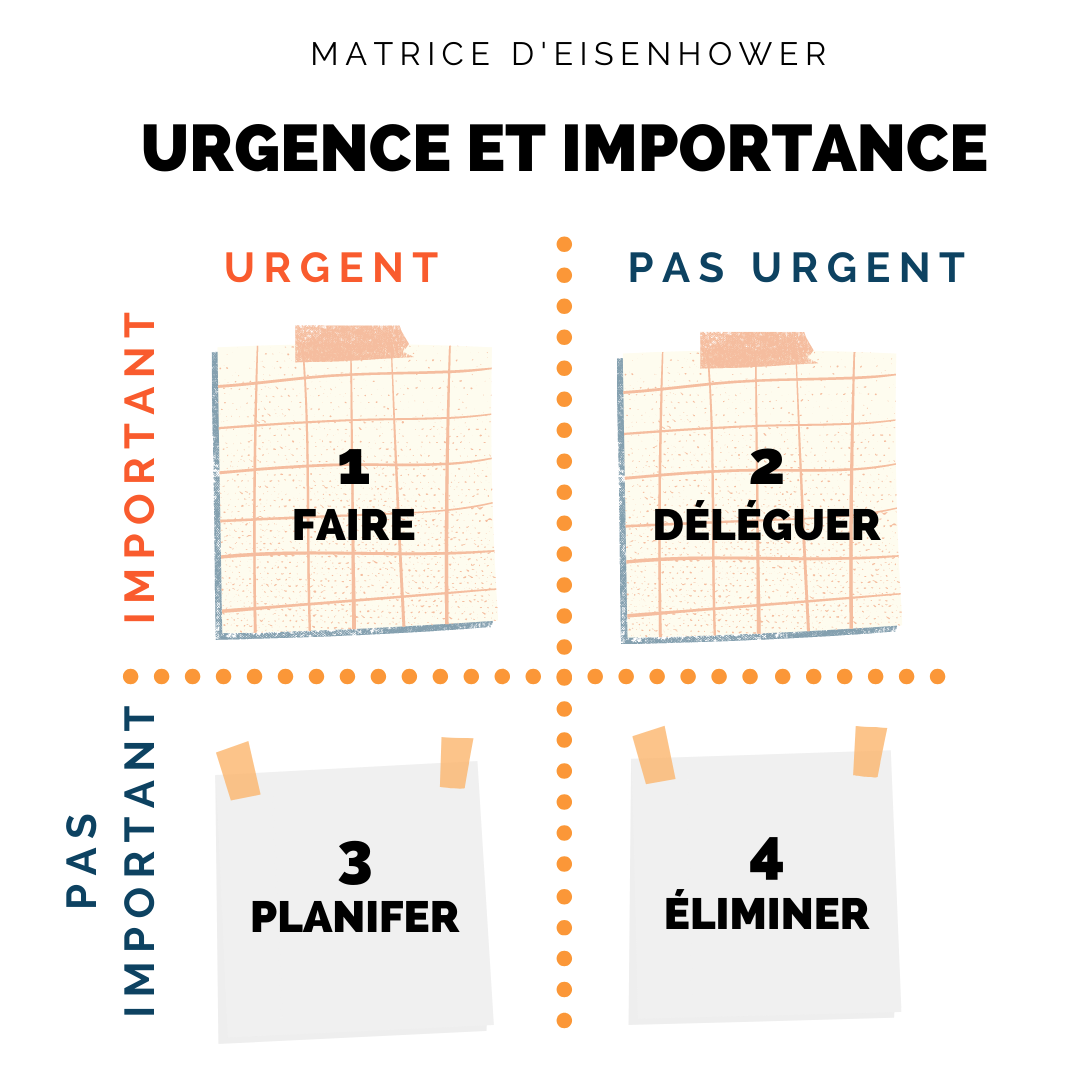 MATRICE D'EISENHOWER
URGENCE ET IMPORTANCE
URGENT
PAS URGENT
IMPORTANT
1
FAIRE
2
DÉLÉGUER
PAS
IMPORTANT
3
PLANIFER
4
ÉLIMINER